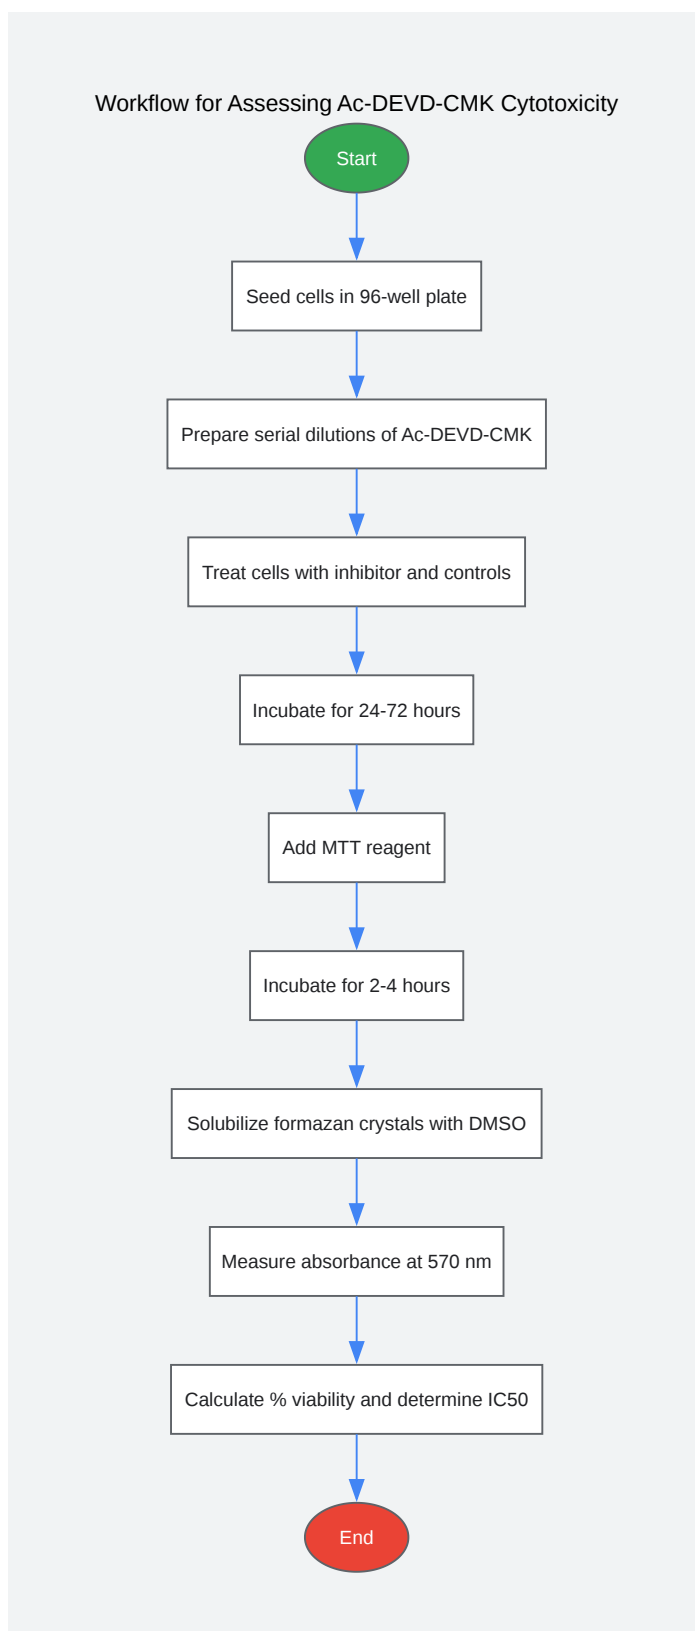 Workflow for Assessing Ac-DEVD-CMK Cytotoxicity
Start
Seed cells in 96-well plate
Prepare serial dilutions of Ac-DEVD-CMK
Treat cells with inhibitor and controls
Incubate for 24-72 hours
Add MTT reagent
Incubate for 2-4 hours
Solubilize formazan crystals with DMSO
Measure absorbance at 570 nm
Calculate % viability and determine IC50
End